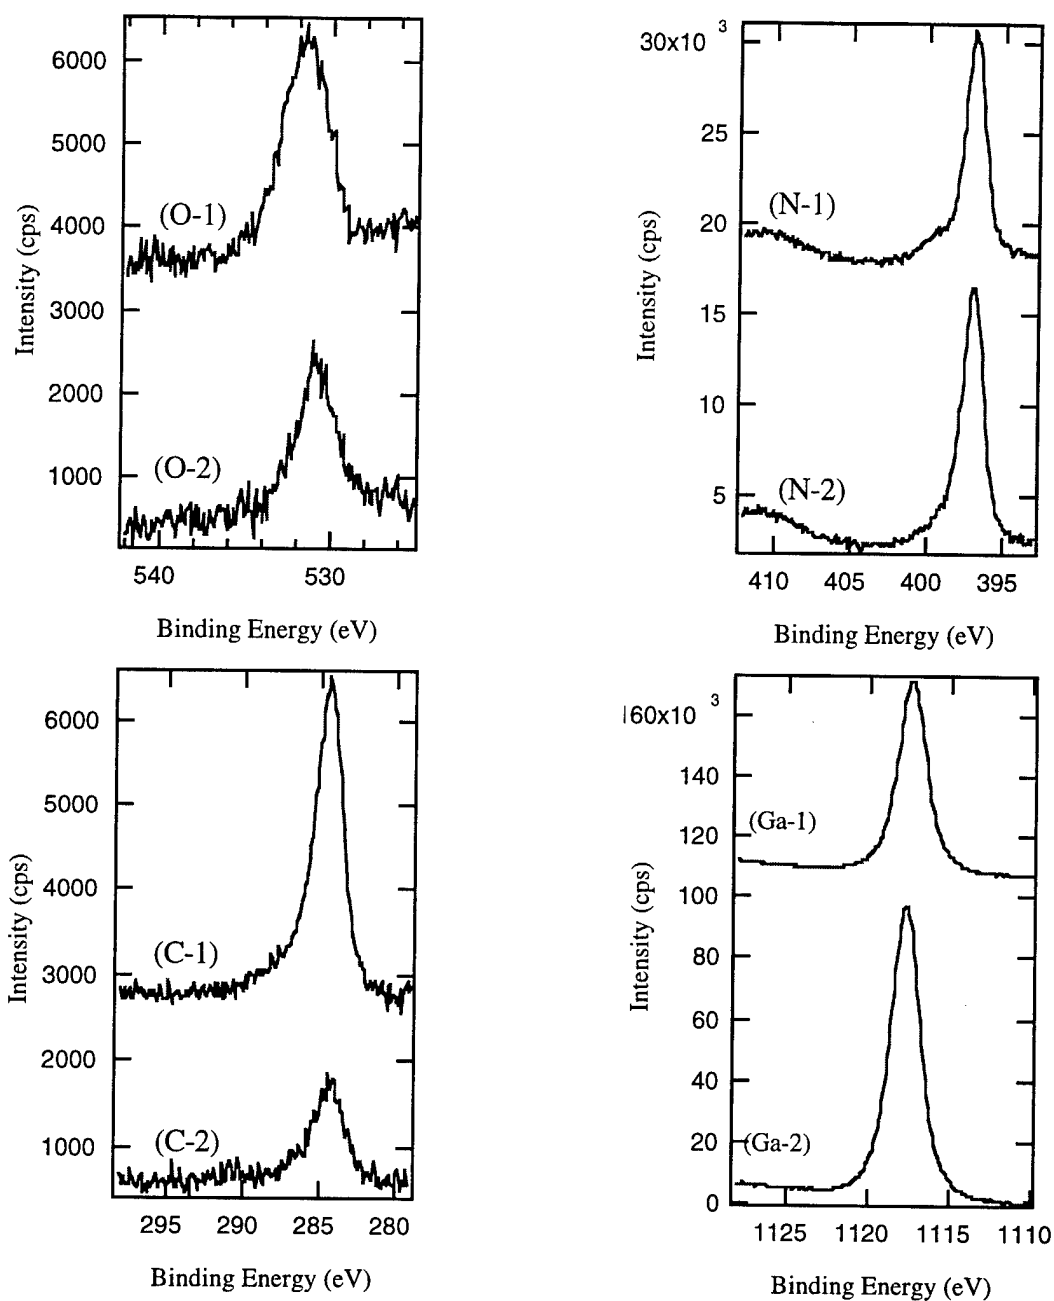 6000
5000
4000
3000
2000
1000
(O-1)
(O-2)
Intensity (cps)
540
530
Binding Energy (eV)
30x10 3
25
20
15
10
5
(N-1)
(N-2)
Intensity (cps)
410
405
400
395
Binding Energy (eV)
6000
5000
4000
3000
2000
1000
(C-1)
(C-2)
Intensity (cps)
295
290
285
280
Binding Energy (eV)
160x10 3
140
120
100
80
60
40
20
0
(Ga-1)
(Ga-2)
Intensity (cps)
1125
1120
1115
1110
Binding Energy (eV)